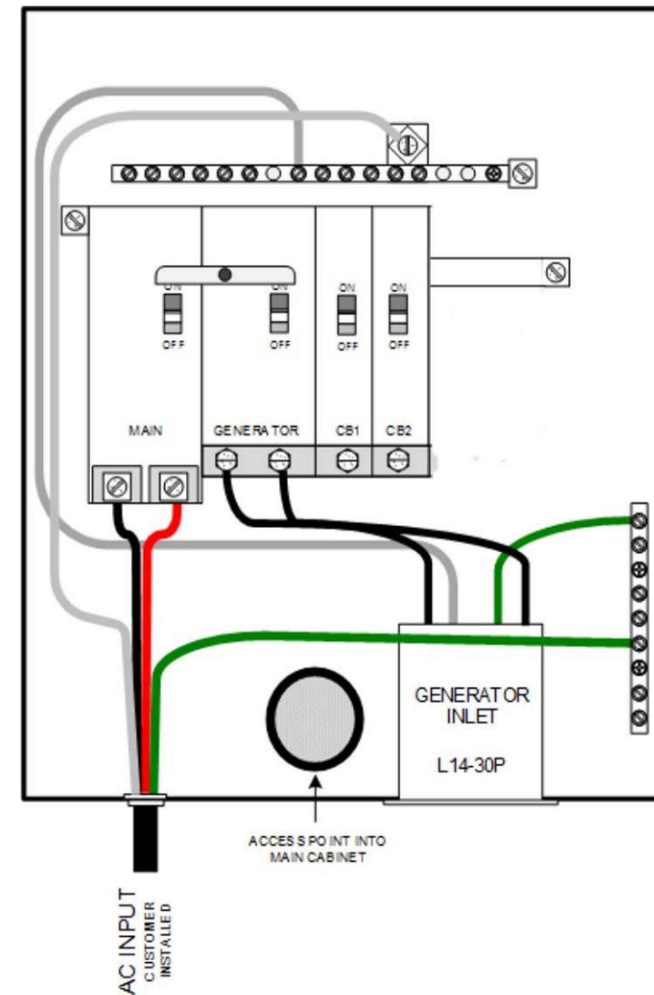 ON
ON
ON
ON
OFF
OFF
OFF
OFF
MAIN
GENERATOR
CB1
CB2
GENERATOR
INLET
L14-30P
ACCESS POINT INTO
MAIN CABINET
AC INPUT
CUSTOMER
INSTALLED